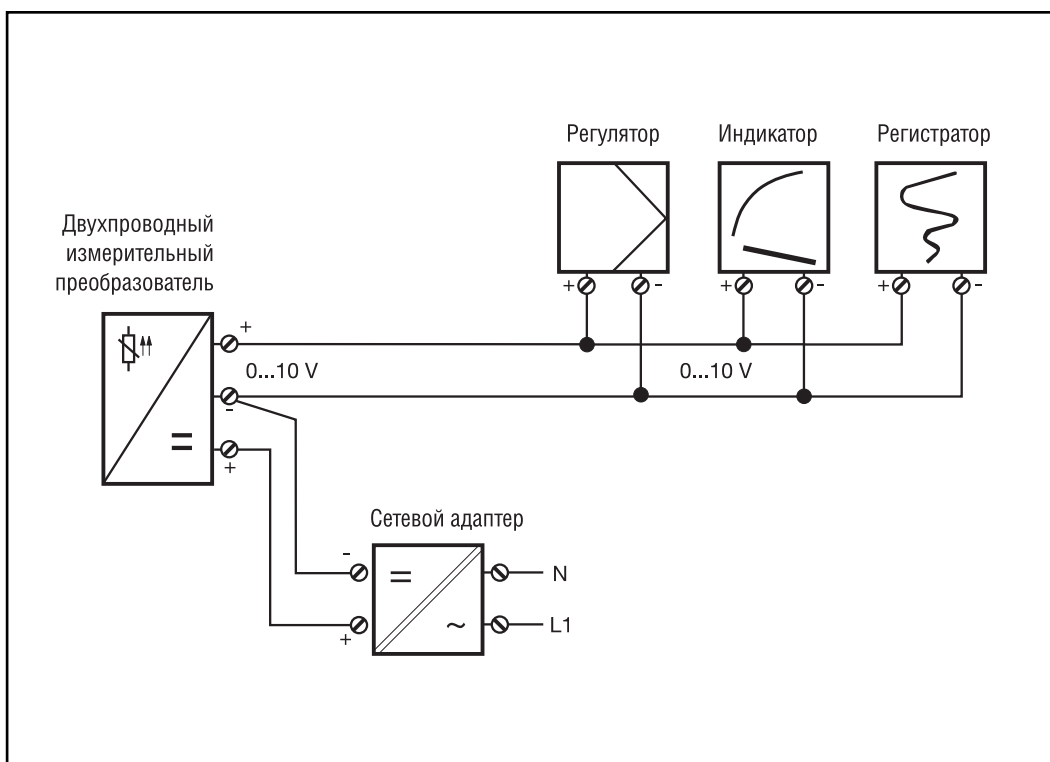 Регулятор
Индикатор
Регистратор
Двухпроводный
измерительный
преобразователь
+
-
+
-
+
-
+
0...10 V
0...10 V
-
=
+
Сетевой адаптер
-
=
N
+
~
L1